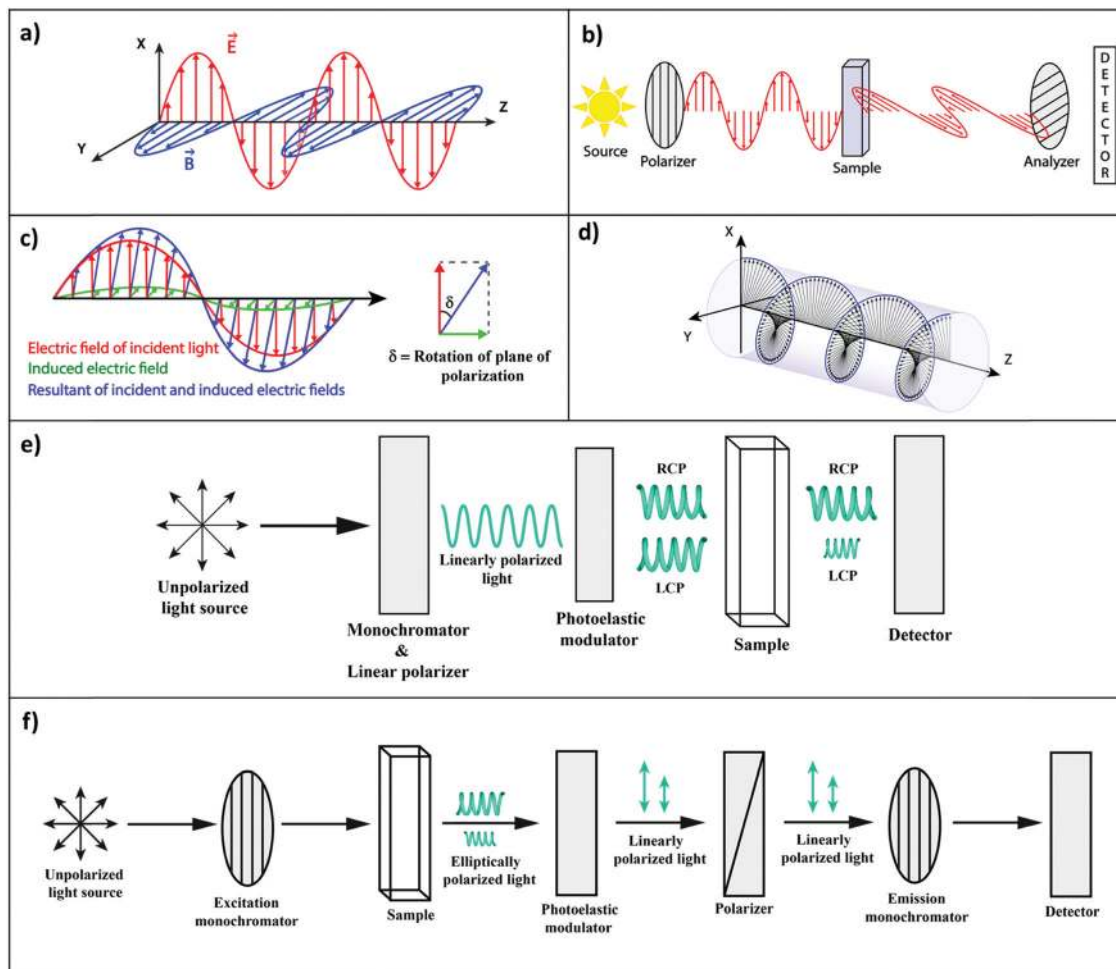 a)
X
E
Z
Y
B
b)
Source
Polarizer
Sample
Analyzer
DETECTOR
c)
δ
Electric field of incident light
Induced electric field
Resultant of incident and induced electric fields
δ = Rotation of plane of
polarization
d)
X
Y
Z
e)
Unpolarized
light source
Monochromator
&
Linear polarizer
Linearly polarized
light
Photoelastic
modulator
RCP
LCP
Sample
RCP
LCP
Detector
f)
Unpolarized
light source
Excitation
monochromator
Sample
Elliptically
polarized light
Photoelastic
modulator
Linearly
polarized light
Polarizer
Linearly
polarized light
Emission
monochromator
Detector